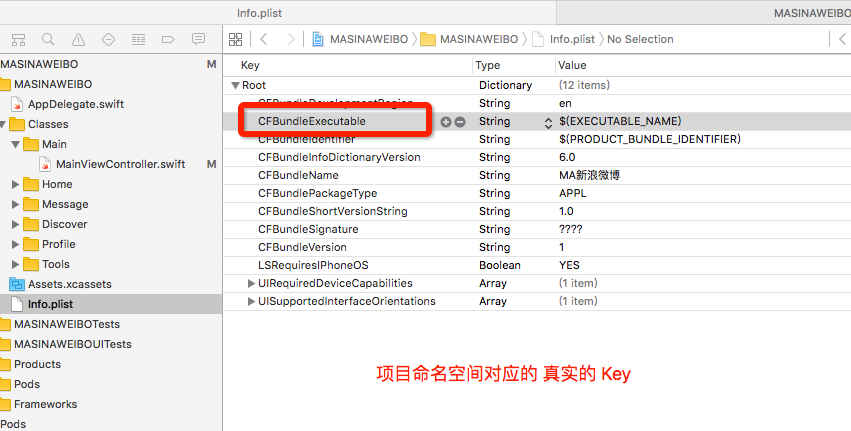 Info.plist
MASINAWEIBO
MASINAWEIBO 〉 MASINAWEIBO 〉 Info.plist 〉 No Selection
MASINAWEIBO M
MASINAWEIBO
AppDelegate.swift
Classes
Main
MainViewController.swift M
Home
Message
Discover
Profile
Tools
Assets.xcassets
Info.plist
MASINAWEIBOTests
MASINAWEIBOUITests
Products
Pods
Frameworks
Pods
Key Type Value
Root Dictionary (12 items)
CFBundleDevelopmentRegion String en
CFBundleExecutable String $(EXECUTABLE_NAME)
CFBundleIdentifier String $(PRODUCT_BUNDLE_IDENTIFIER)
CFBundleInfoDictionaryVersion String 6.0
CFBundleName String MA新浪微博
CFBundlePackageType String APPL
CFBundleShortVersionString String 1.0
CFBundleSignature String ????
CFBundleVersion String 1
LSRequiresIPhoneOS Boolean YES
UIRequiredDeviceCapabilities Array (1 item)
UISupportedInterfaceOrientations Array (1 item)
项目命名空间对应的 真实的 Key